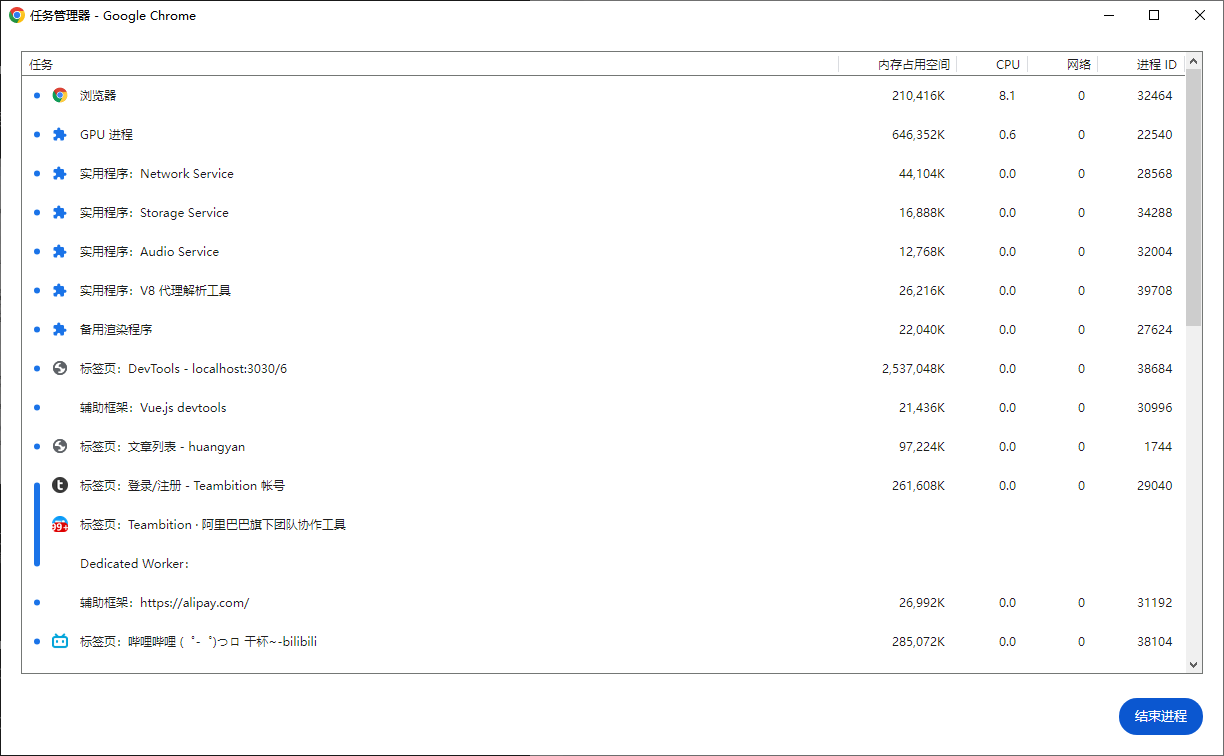 任务管理器 - Google Chrome
任务 内存占用空间 CPU 网络 进程 ID
浏览器 210,416K 8.1 0 32464
GPU 进程 646,352K 0.6 0 22540
实用程序：Network Service 44,104K 0.0 0 28568
实用程序：Storage Service 16,888K 0.0 0 34288
实用程序：Audio Service 12,768K 0.0 0 32004
实用程序：V8 代理解析工具 26,216K 0.0 0 39708
备用渲染程序 22,040K 0.0 0 27624
标签页：DevTools - localhost:3030/6 2,537,048K 0.0 0 38684
辅助框架：Vue.js devtools 21,436K 0.0 0 30996
标签页：文章列表 - huangyan 97,224K 0.0 0 1744
标签页：登录/注册 - Teambition 帐号 261,608K 0.0 0 29040
99+ 标签页：Teambition · 阿里巴巴旗下团队协作工具
Dedicated Worker:
辅助框架：https://alipay.com/ 26,992K 0.0 0 31192
标签页：哔哩哔哩 (゜-゜)つロ 干杯~-bilibili 285,072K 0.0 0 38104
结束进程